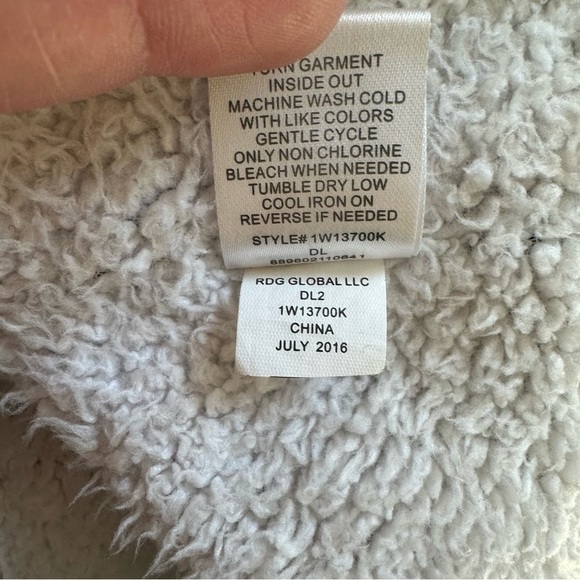 TURN GARMENT
INSIDE OUT
MACHINE WASH COLD
WITH LIKE COLORS
GENTLE CYCLE
ONLY NON CHLORINE
BLEACH WHEN NEEDED
TUMBLE DRY LOW
COOL IRON ON
REVERSE IF NEEDED
STYLE# 1W13700K
DL
RDG GLOBAL LLC
DL2
1W13700K
CHINA
JULY 2016